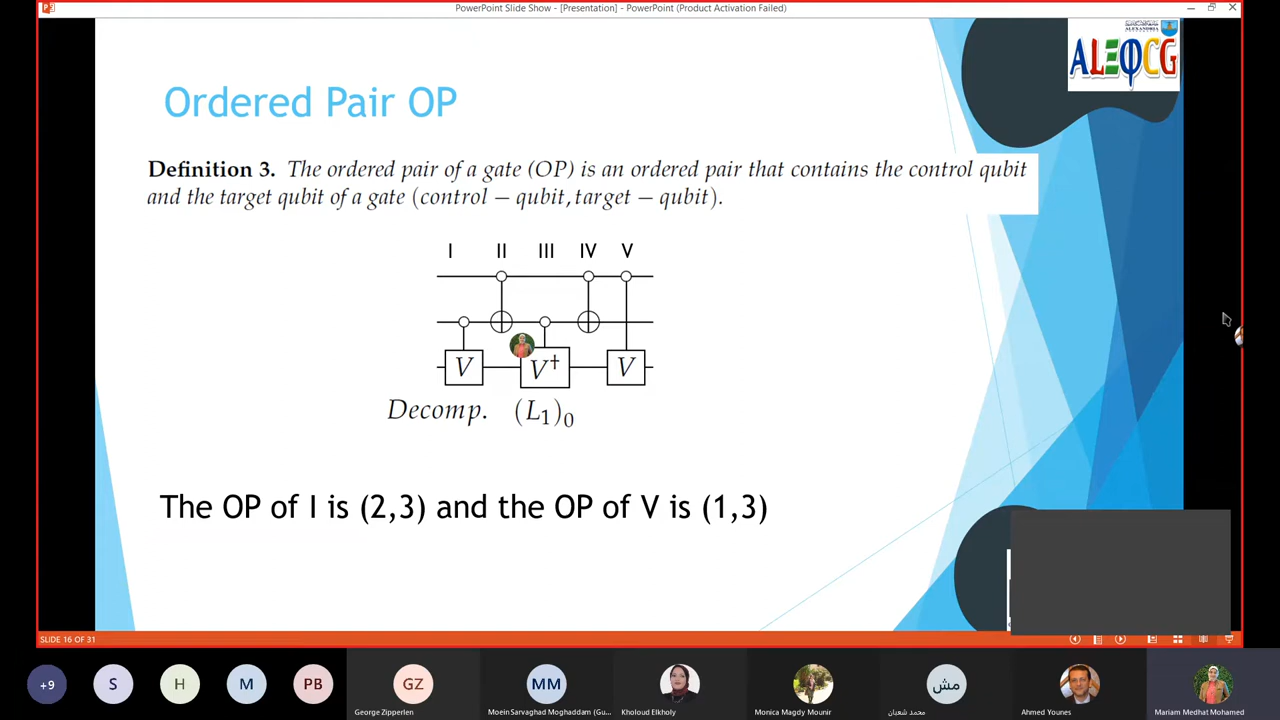 PowerPoint Slide Show - [Presentation] - PowerPoint (Product Activation Failed)
ALEXANDRIA
ALEφCG
Ordered Pair OP
Definition 3. The ordered pair of a gate (OP) is an ordered pair that contains the control qubit
and the target qubit of a gate (control − qubit, target − qubit).
I II III IV V
V V† V
Decomp. (L₁)₀
The OP of I is (2,3) and the OP of V is (1,3)
SLIDE 16 OF 31
+9 S H M PB GZ MM مش
George Zipperlen Moein Sarvaghad Moghaddam (Gu... Kholoud Elkholy Monica Magdy Mounir محمد شعبان Ahmed Younes Mariam Medhat Mohamed